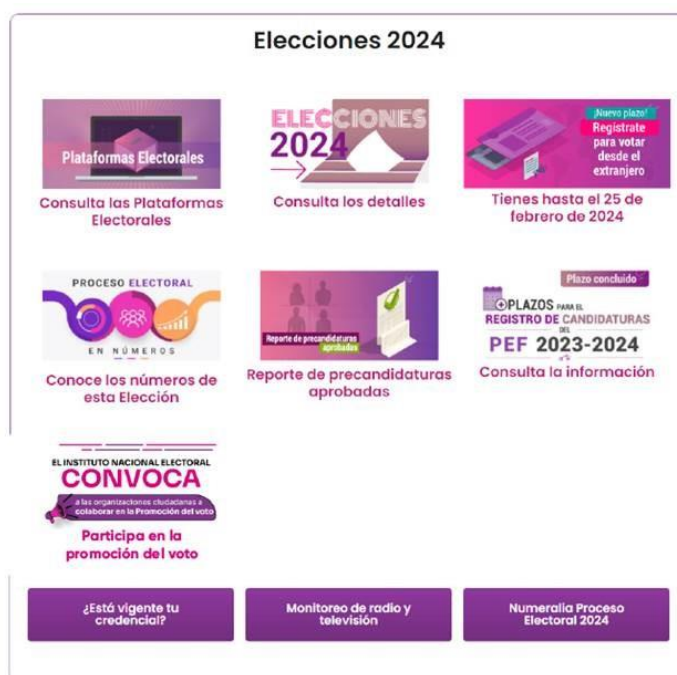 Elecciones 2024
Plataformas Electorales
Consulta las Plataformas
Electorales
ELECCIONES
2024
Consulta los detalles
¡Nuevo plazo!
Regístrate
para votar
desde el
extranjero
Tienes hasta el 25 de
febrero de 2024
PROCESO ELECTORAL
EN NÚMEROS
Conoce los números de
esta Elección
Reporte de precandidaturas
aprobadas
Reporte de precandidaturas
aprobadas
Plazo concluido
PLAZOS PARA EL
REGISTRO DE CANDIDATURAS
DEL
PEF 2023-2024
Consulta la información
EL INSTITUTO NACIONAL ELECTORAL
CONVOCA
a las organizaciones ciudadanas a
colaborar en la Promoción del voto
Participa en la
promoción del voto
¿Está vigente tu
credencial?
Monitoreo de radio y
televisión
Numeralia Proceso
Electoral 2024